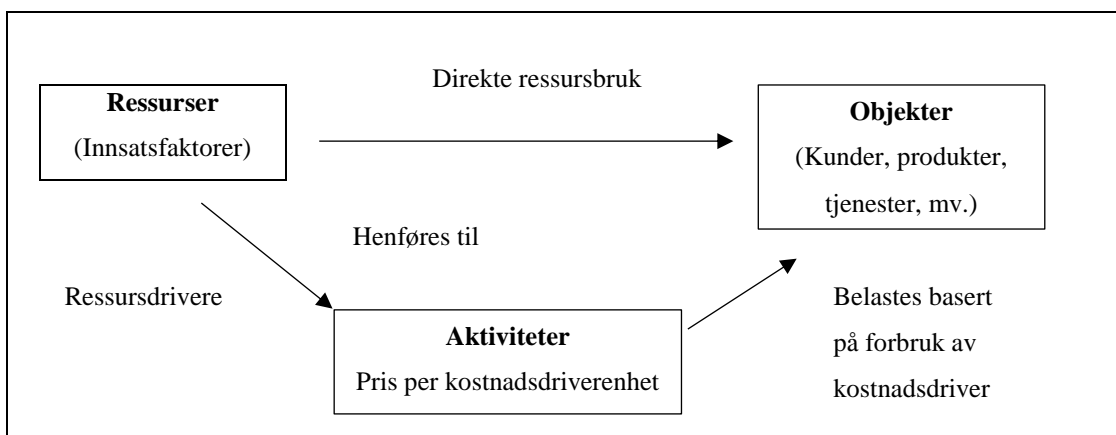 Direkte ressursbruk
Ressurser
(Innsatsfaktorer)
Objekter
(Kunder, produkter,
tjenester, mv.)
Henføres til
Ressursdrivere
Belastes basert
på forbruk av
kostnadsdriver
Aktiviteter
Pris per kostnadsdriverenhet